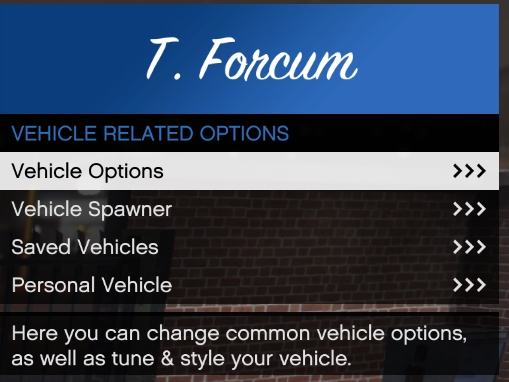 T. Forcum
VEHICLE RELATED OPTIONS
Vehicle Options >>>
Vehicle Spawner >>>
Saved Vehicles >>>
Personal Vehicle >>>
Here you can change common vehicle options,
as well as tune & style your vehicle.